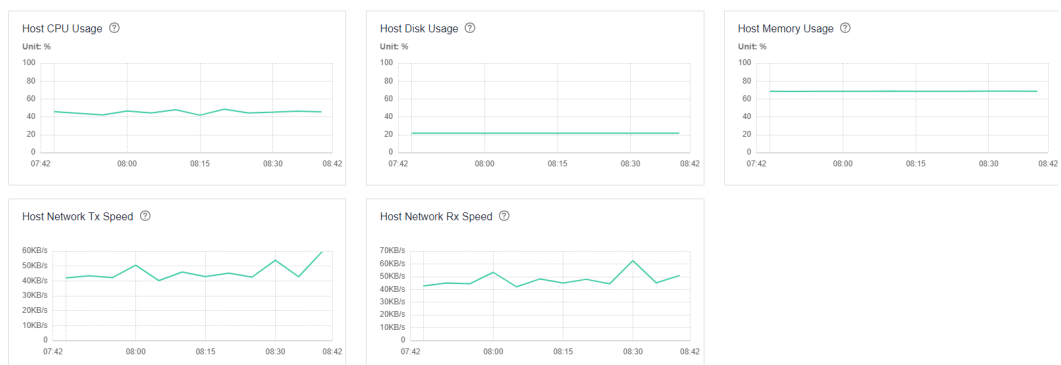 Host CPU Usage
Unit: %
100
80
60
40
20
0
07:42 08:00 08:15 08:30 08:42
Host Disk Usage
Unit: %
100
80
60
40
20
0
07:42 08:00 08:15 08:30 08:42
Host Memory Usage
Unit: %
100
80
60
40
20
0
07:42 08:00 08:15 08:30 08:42
Host Network Tx Speed
60KB/s
50KB/s
40KB/s
30KB/s
20KB/s
10KB/s
0
07:42 08:00 08:15 08:30 08:42
Host Network Rx Speed
70KB/s
60KB/s
50KB/s
40KB/s
30KB/s
20KB/s
10KB/s
0
07:42 08:00 08:15 08:30 08:42